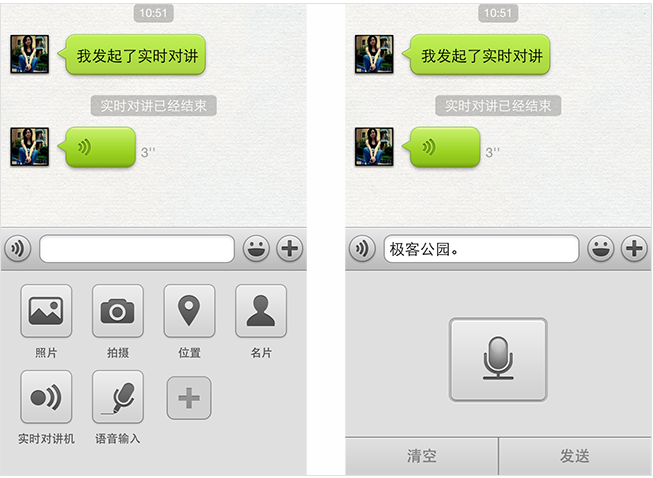 10:51
我发起了实时对讲
实时对讲已经结束
3''
照片
拍摄
位置
名片
实时对讲机
语音输入
10:51
我发起了实时对讲
实时对讲已经结束
3''
极客公园。
清空
发送